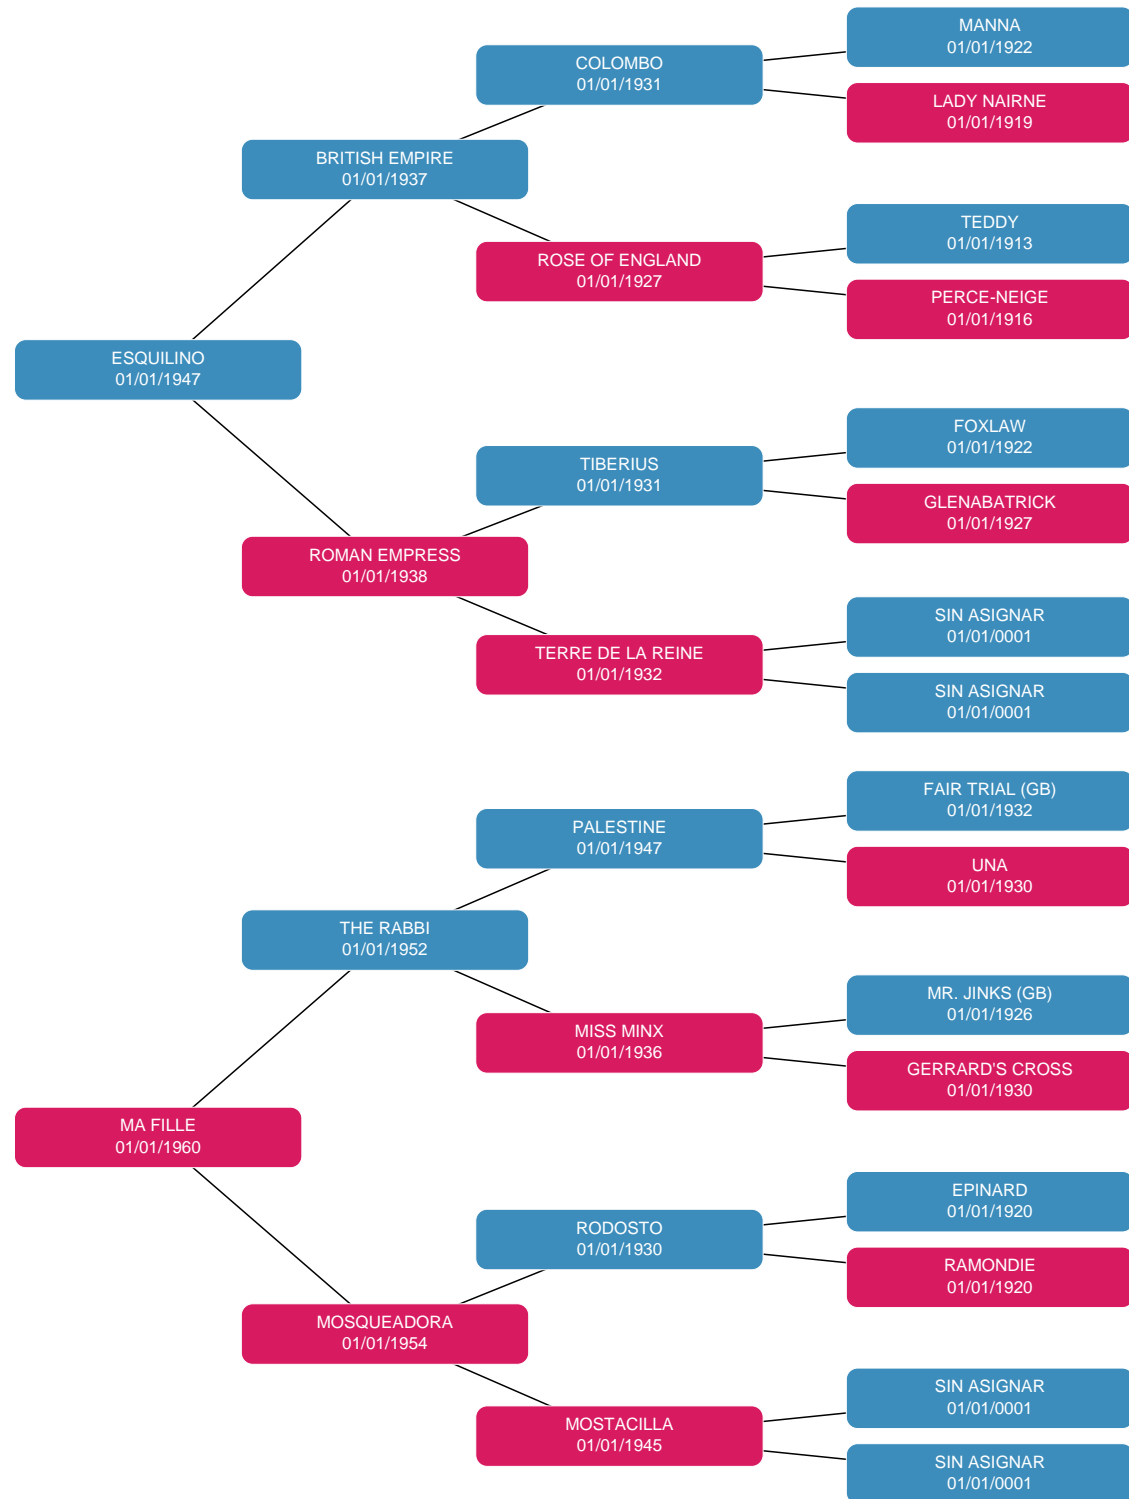 MANNA
01/01/1922
COLOMBO
01/01/1931
LADY NAIRNE
01/01/1919
BRITISH EMPIRE
01/01/1937
TEDDY
01/01/1913
ROSE OF ENGLAND
01/01/1927
PERCE-NEIGE
01/01/1916
ESQUILINO
01/01/1947
FOXLAW
01/01/1922
TIBERIUS
01/01/1931
GLENABATRICK
01/01/1927
ROMAN EMPRESS
01/01/1938
SIN ASIGNAR
01/01/0001
TERRE DE LA REINE
01/01/1932
SIN ASIGNAR
01/01/0001
FAIR TRIAL (GB)
01/01/1932
PALESTINE
01/01/1947
UNA
01/01/1930
THE RABBI
01/01/1952
MR. JINKS (GB)
01/01/1926
MISS MINX
01/01/1936
GERRARD'S CROSS
01/01/1930
MA FILLE
01/01/1960
EPINARD
01/01/1920
RODOSTO
01/01/1930
RAMONDIE
01/01/1920
MOSQUEADORA
01/01/1954
SIN ASIGNAR
01/01/0001
MOSTACILLA
01/01/1945
SIN ASIGNAR
01/01/0001